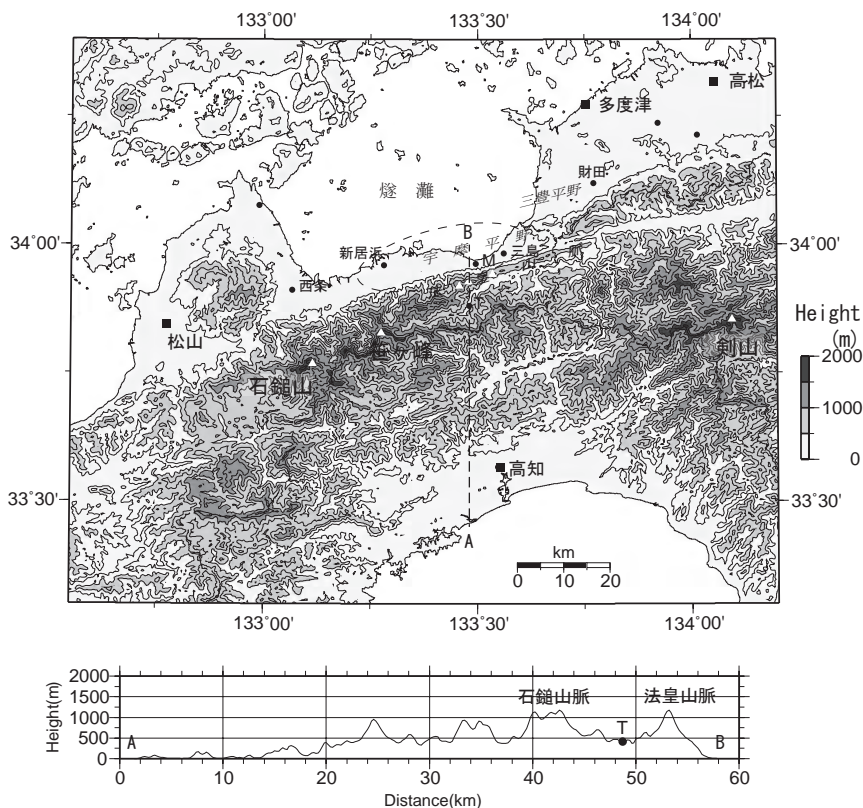 133°00' 133°30' 134°00'
高松
多度津
財田
三豊平野
燧灘
B
34°00' 34°00'
新居浜
宇摩平野
三島
M
西条
松山
笹ヶ峰
石鎚山
剣山
Height
(m)
2000
1000
0
高知
33°30' 33°30'
A
km
0 10 20
133°00' 133°30' 134°00'
Height(m)
2000
1500
1000
500
0
石鎚山脈 法皇山脈
A T B
0 10 20 30 40 50 60
Distance(km)